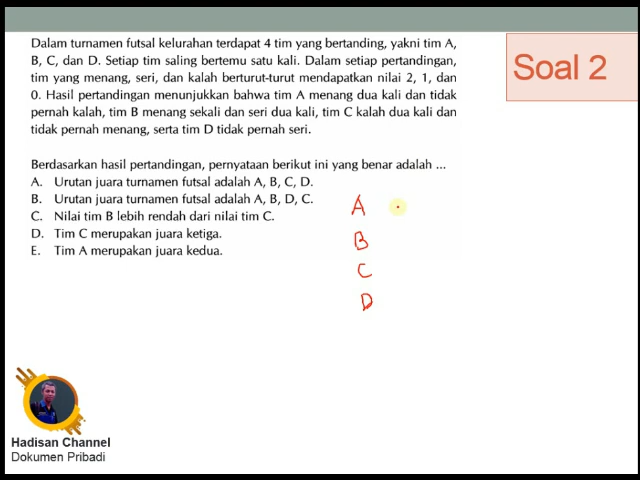 Dalam turnamen futsal kelurahan terdapat 4 tim yang bertanding, yakni tim A,
B, C, dan D. Setiap tim saling bertemu satu kali. Dalam setiap pertandingan,
tim yang menang, seri, dan kalah berturut-turut mendapatkan nilai 2, 1, dan
0. Hasil pertandingan menunjukkan bahwa tim A menang dua kali dan tidak
pernah kalah, tim B menang sekali dan seri dua kali, tim C kalah dua kali dan
tidak pernah menang, serta tim D tidak pernah seri.
Soal 2
Berdasarkan hasil pertandingan, pernyataan berikut ini yang benar adalah ...
A. Urutan juara turnamen futsal adalah A, B, C, D.
B. Urutan juara turnamen futsal adalah A, B, D, C.
C. Nilai tim B lebih rendah dari nilai tim C.
D. Tim C merupakan juara ketiga.
E. Tim A merupakan juara kedua.
A
B
C
D
Hadisan Channel
Dokumen Pribadi